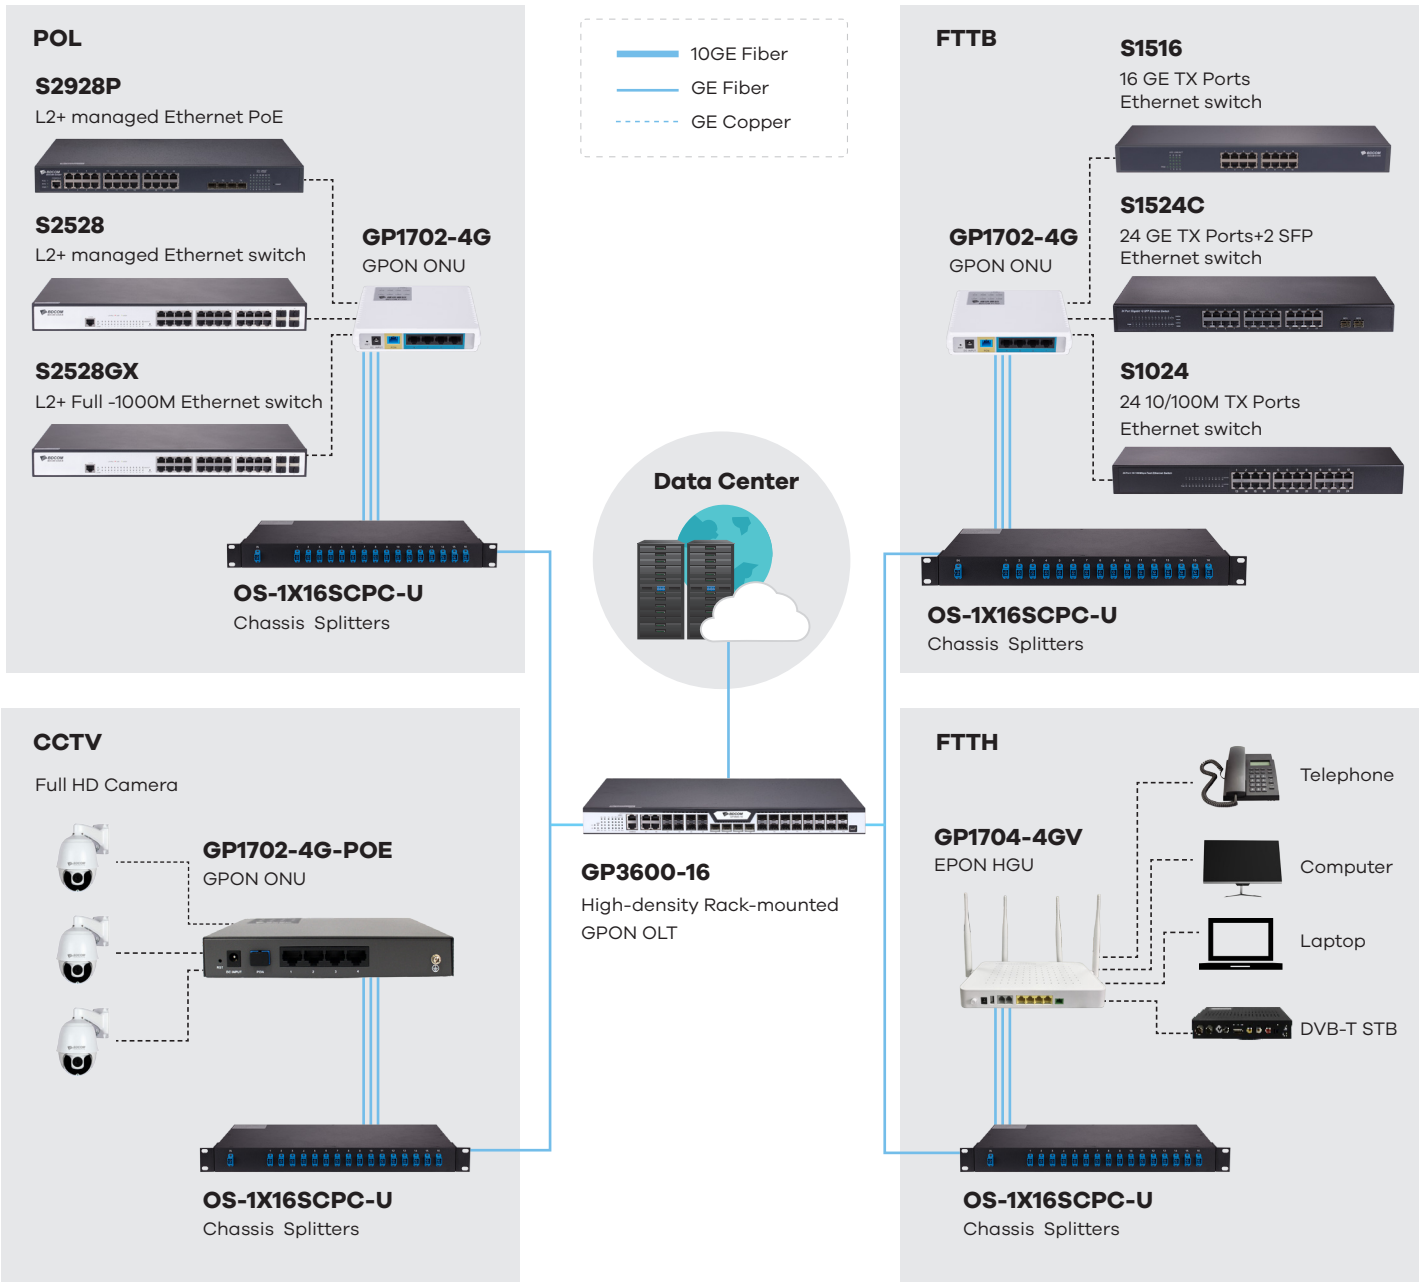 POL
S2928P
L2+ managed Ethernet PoE
S2528
L2+ managed Ethernet switch
GP1702-4G
GPON ONU
S2528GX
L2+ Full -1000M Ethernet switch
OS-1X16SCPC-U
Chassis Splitters
10GE Fiber
GE Fiber
GE Copper
FTTB
S1516
16 GE TX Ports
Ethernet switch
S1524C
24 GE TX Ports+2 SFP
Ethernet switch
GP1702-4G
GPON ONU
S1024
24 10/100M TX Ports
Ethernet switch
OS-1X16SCPC-U
Chassis Splitters
Data Center
GP3600-16
High-density Rack-mounted
GPON OLT
CCTV
Full HD Camera
GP1702-4G-POE
GPON ONU
OS-1X16SCPC-U
Chassis Splitters
FTTH
Telephone
GP1704-4GV
EPON HGU
Computer
Laptop
DVB-T STB
OS-1X16SCPC-U
Chassis Splitters